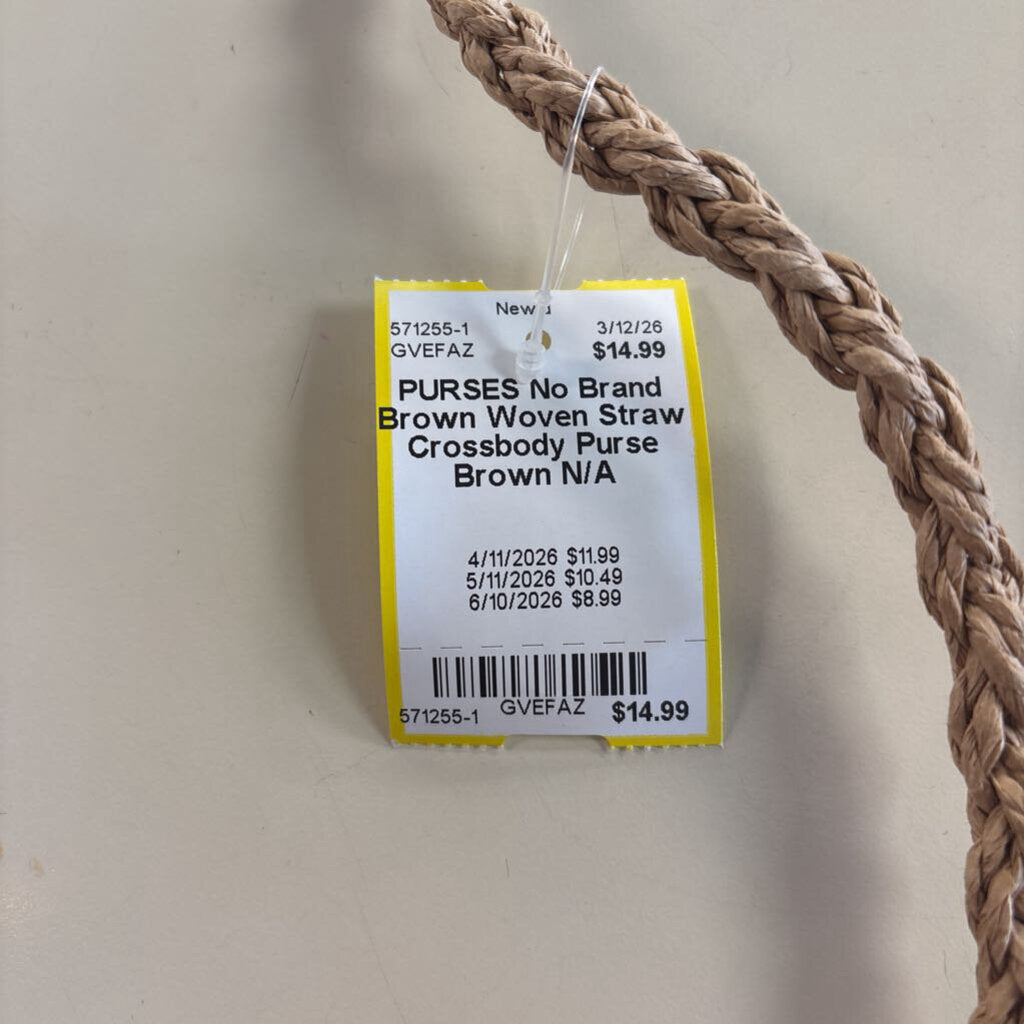 571255-1 3/12/26
GVEFAZ $14.99
PURSES No Brand
Brown Woven Straw
Crossbody Purse
Brown N/A
4/11/2026 $11.99
5/11/2026 $10.49
6/10/2026 $8.99
571255-1 GVEFAZ $14.99